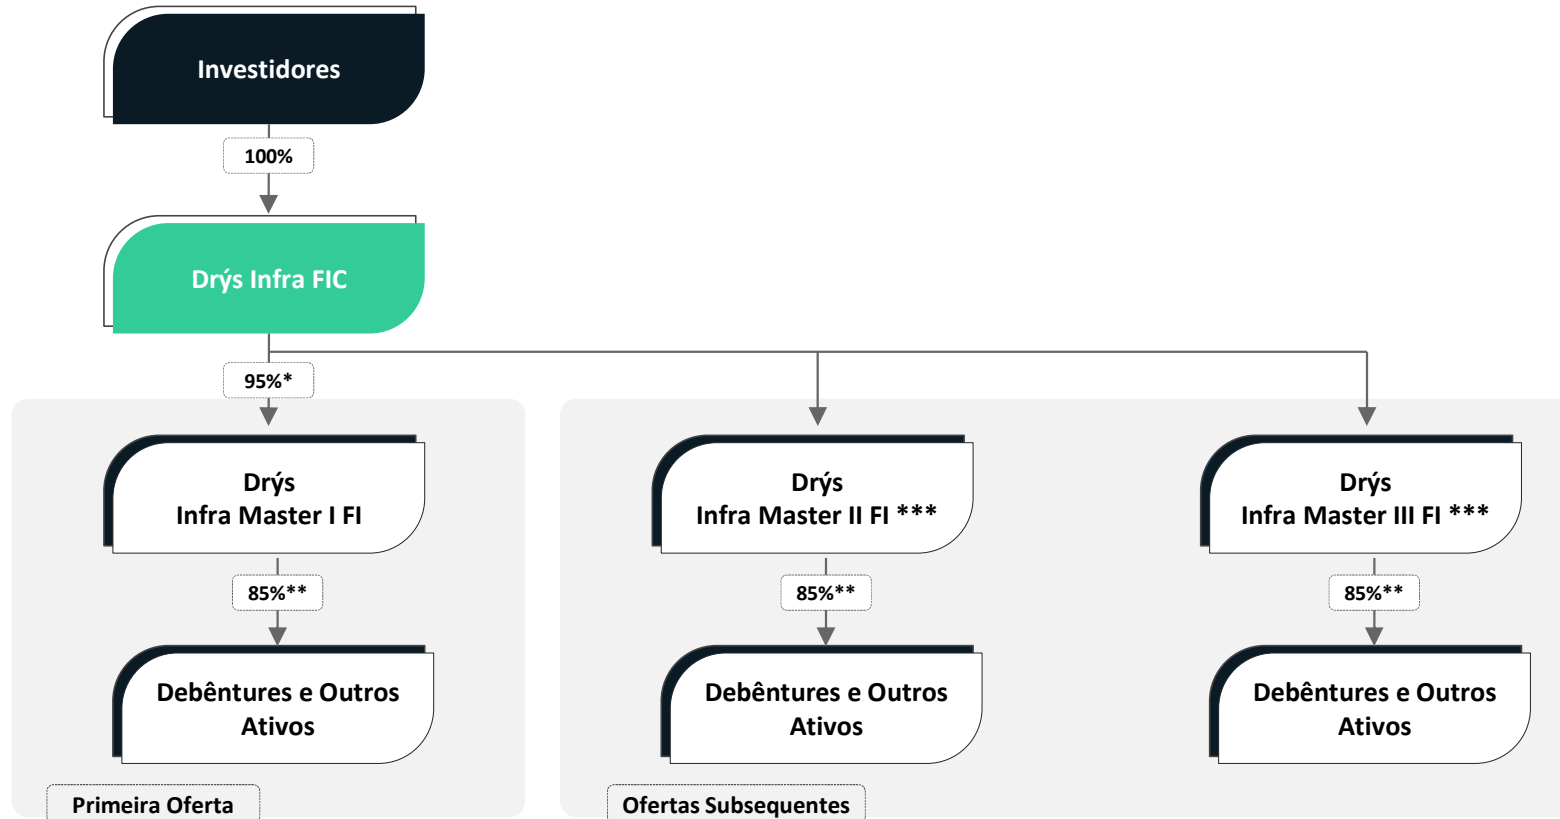 Investidores
100%
Drýs Infra FIC
95%*
Drýs
Infra Master I FI
Drýs
Infra Master II FI ***
Drýs
Infra Master III FI ***
85%**
85%**
85%**
Debêntures e Outros
Ativos
Debêntures e Outros
Ativos
Debêntures e Outros
Ativos
Primeira Oferta
Ofertas Subsequentes